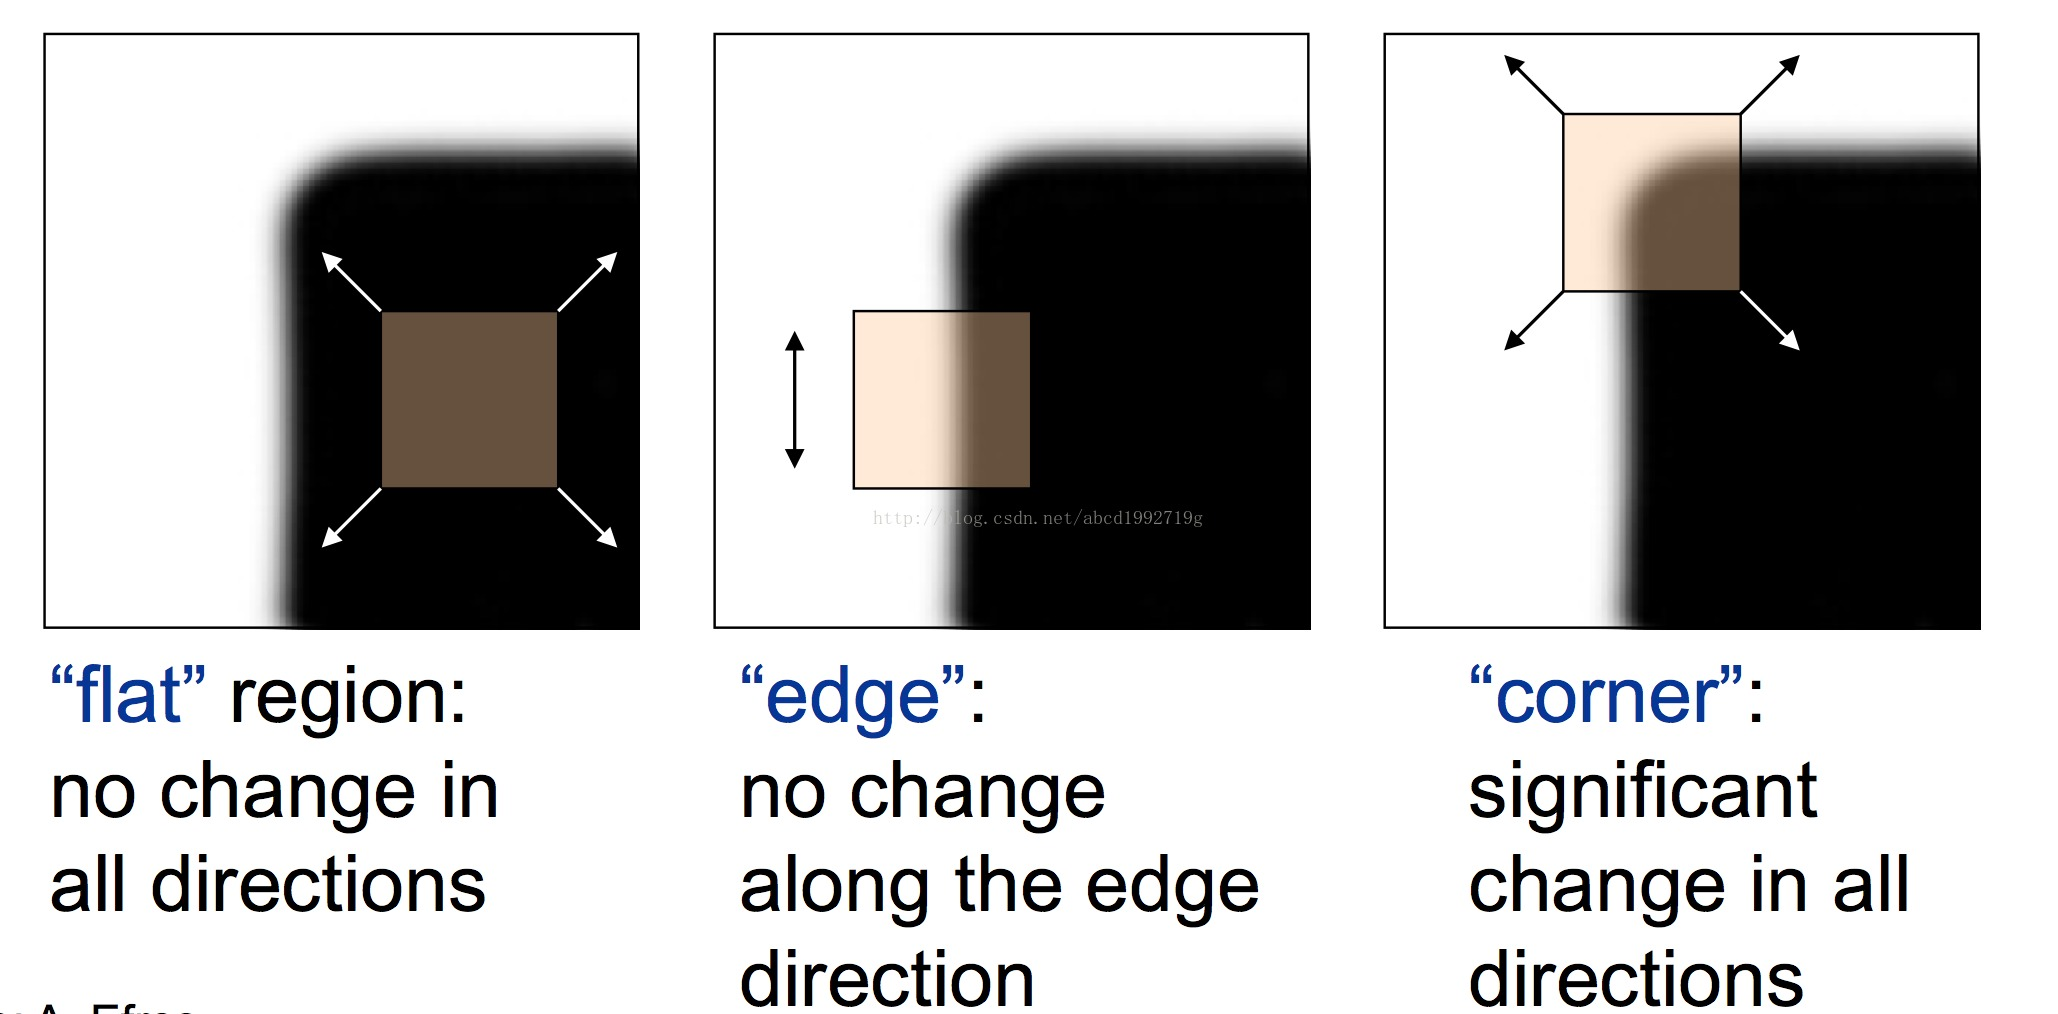 http://blog.csdn.net/abcd1992719g
“flat” region:
no change in
all directions
“edge”:
no change
along the edge
direction
“corner”:
significant
change in all
directions